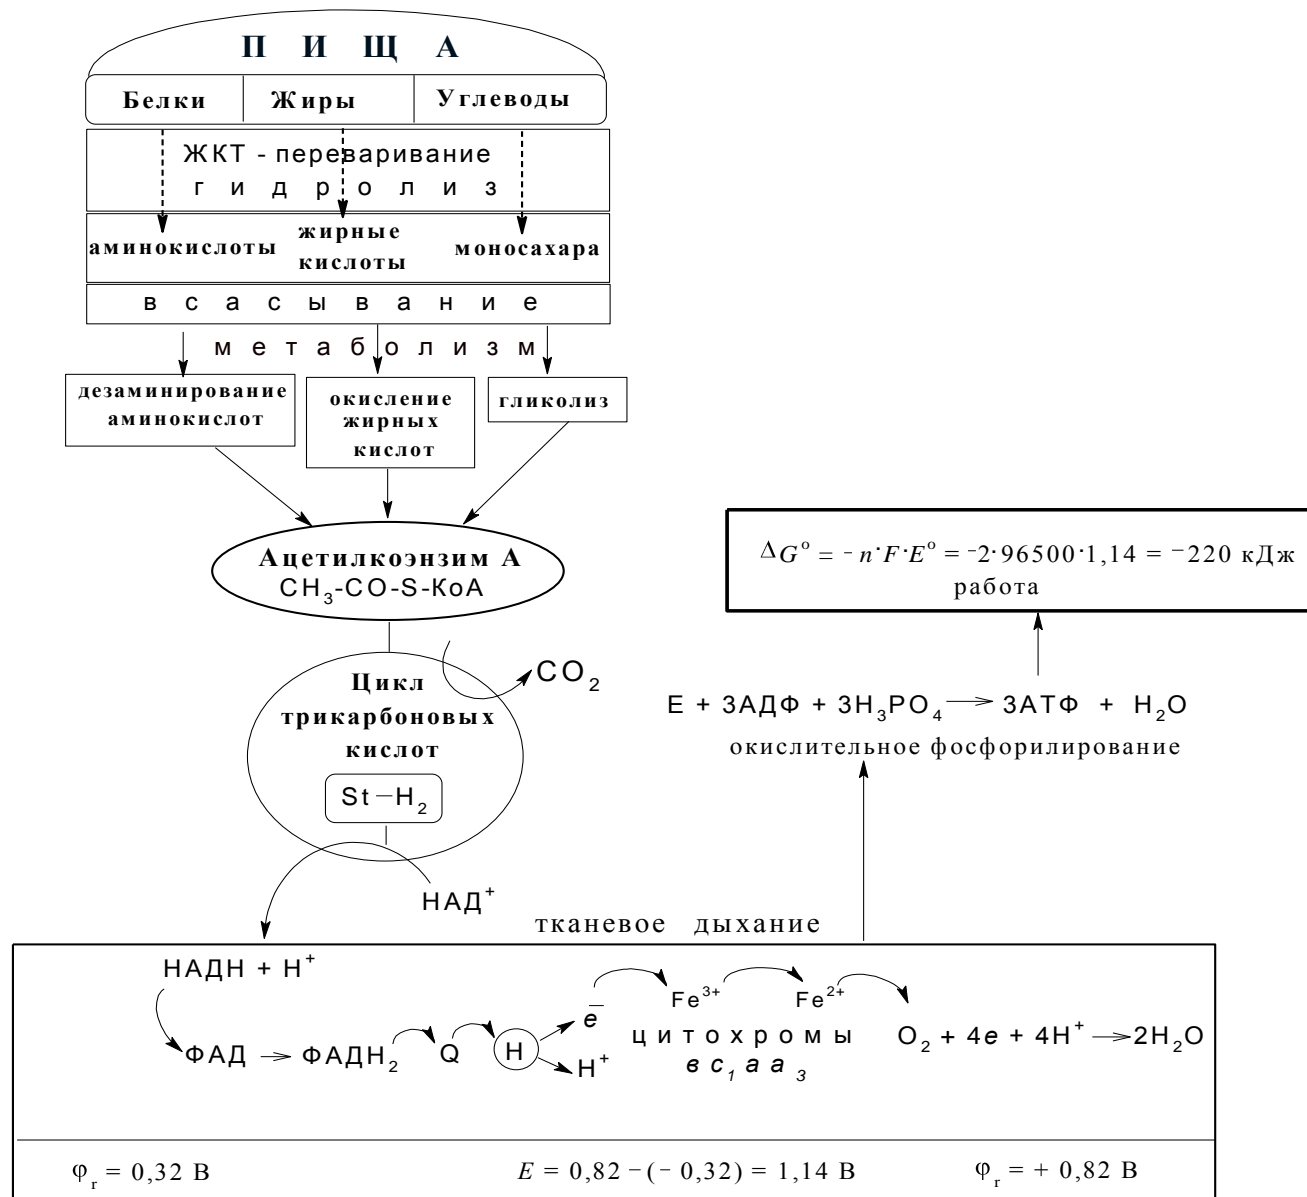 П И Щ А
Белки Жиры Углеводы
ЖКТ - переваривание
г и д р о л и з
аминокислоты жирные кислоты моносахара
в с а с ы в а н и е
м е т а б о л и з м
дезаминирование
аминокислот
окисление
жирных
кислот
гликолиз
Ацетилкоэнзим А
CH₃-CO-S-КоА
CO₂
Цикл
трикарбоновых
кислот
St–H₂
НАД⁺
ΔG° = - n·F·E° = -2·96500·1,14 = -220 кДж
работа
E + 3АДФ + 3H₃PO₄ → 3АТФ + H₂O
окислительное фосфорилирование
тканевое дыхание
НАДН + H⁺
ФАД → ФАДН₂ Q H
e̅
H⁺
Fe³⁺ Fe²⁺
ц и т о х р о м ы
в с₁ а а₃
O₂ + 4e + 4H⁺ → 2H₂O
φᵣ = 0,32 В E = 0,82 – (- 0,32) = 1,14 В φᵣ = + 0,82 В